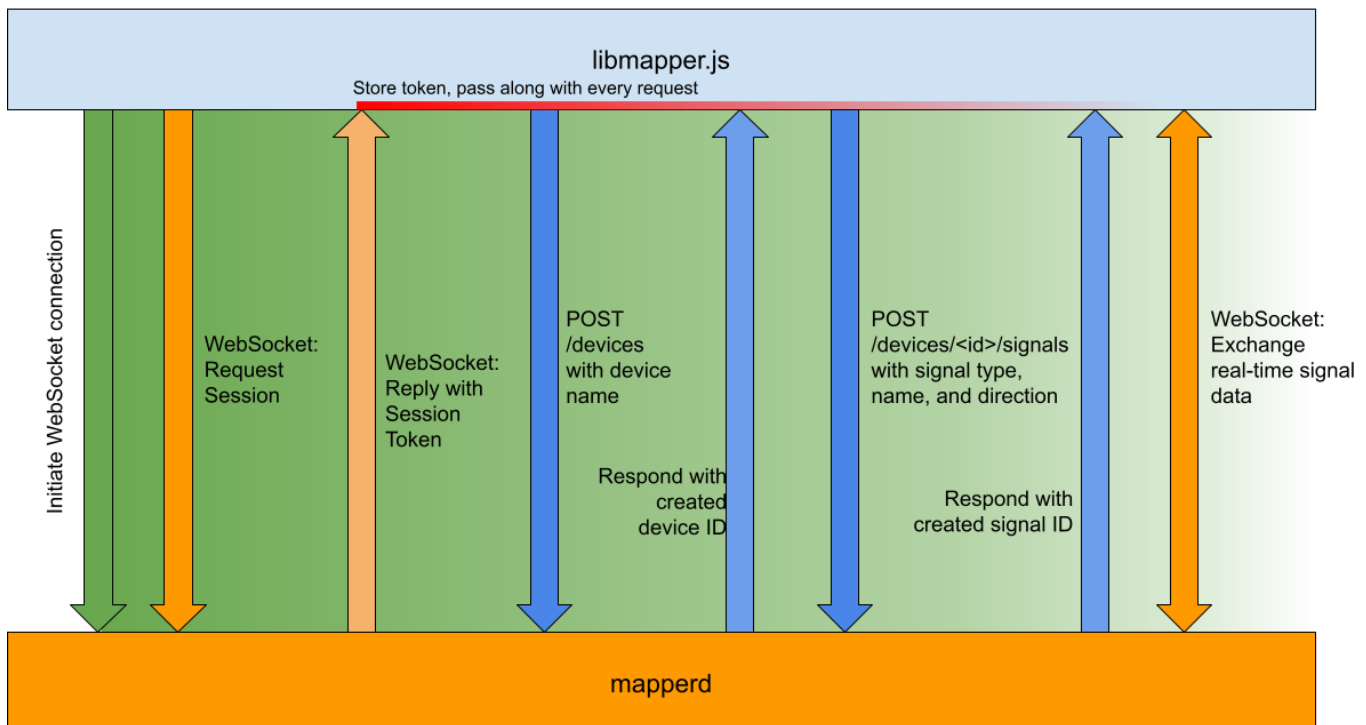 libmapper.js
Store token, pass along with every request
Initiate WebSocket connection
WebSocket:
Request
Session
WebSocket:
Reply with
Session
Token
POST
/devices
with device
name
Respond with
created
device ID
POST
/devices/<id>/signals
with signal type,
name, and direction
Respond with
created signal ID
WebSocket:
Exchange
real-time signal
data
mapperd